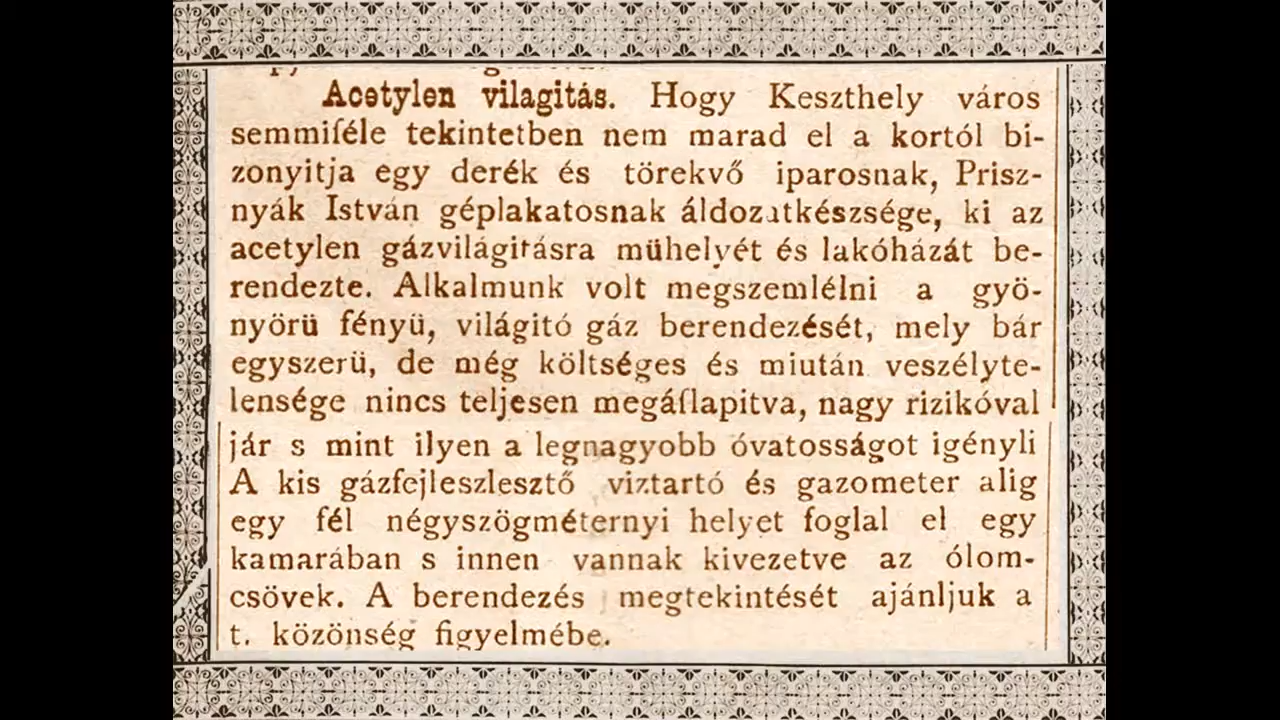 Acetylen vilagitás. Hogy Keszthely város
semmiféle tekintetben nem marad el a kortól bi-
zonyitja egy derék és törekvő iparosnak, Prisz-
nyák István géplakatosnak áldozatkészsége, ki az
acetylen gázvilágitásra mühelyét és lakóházát be-
rendezte. Alkalmunk volt megszemlélni a gyö-
nyörü fényü, világitó gáz berendezését, mely bár
egyszerü, de még költséges és miután veszélyte-
lensége nincs teljesen megállapitva, nagy rizikóval
jár s mint ilyen a legnagyobb óvatosságot igényli
A kis gázfejleszlesztő viztartó és gazometer alig
egy fél négyszögméternyi helyet foglal el egy
kamarában s innen vannak kivezetve az ólom-
csövek. A berendezés megtekintését ajánljuk a
t. közönség figyelmébe.